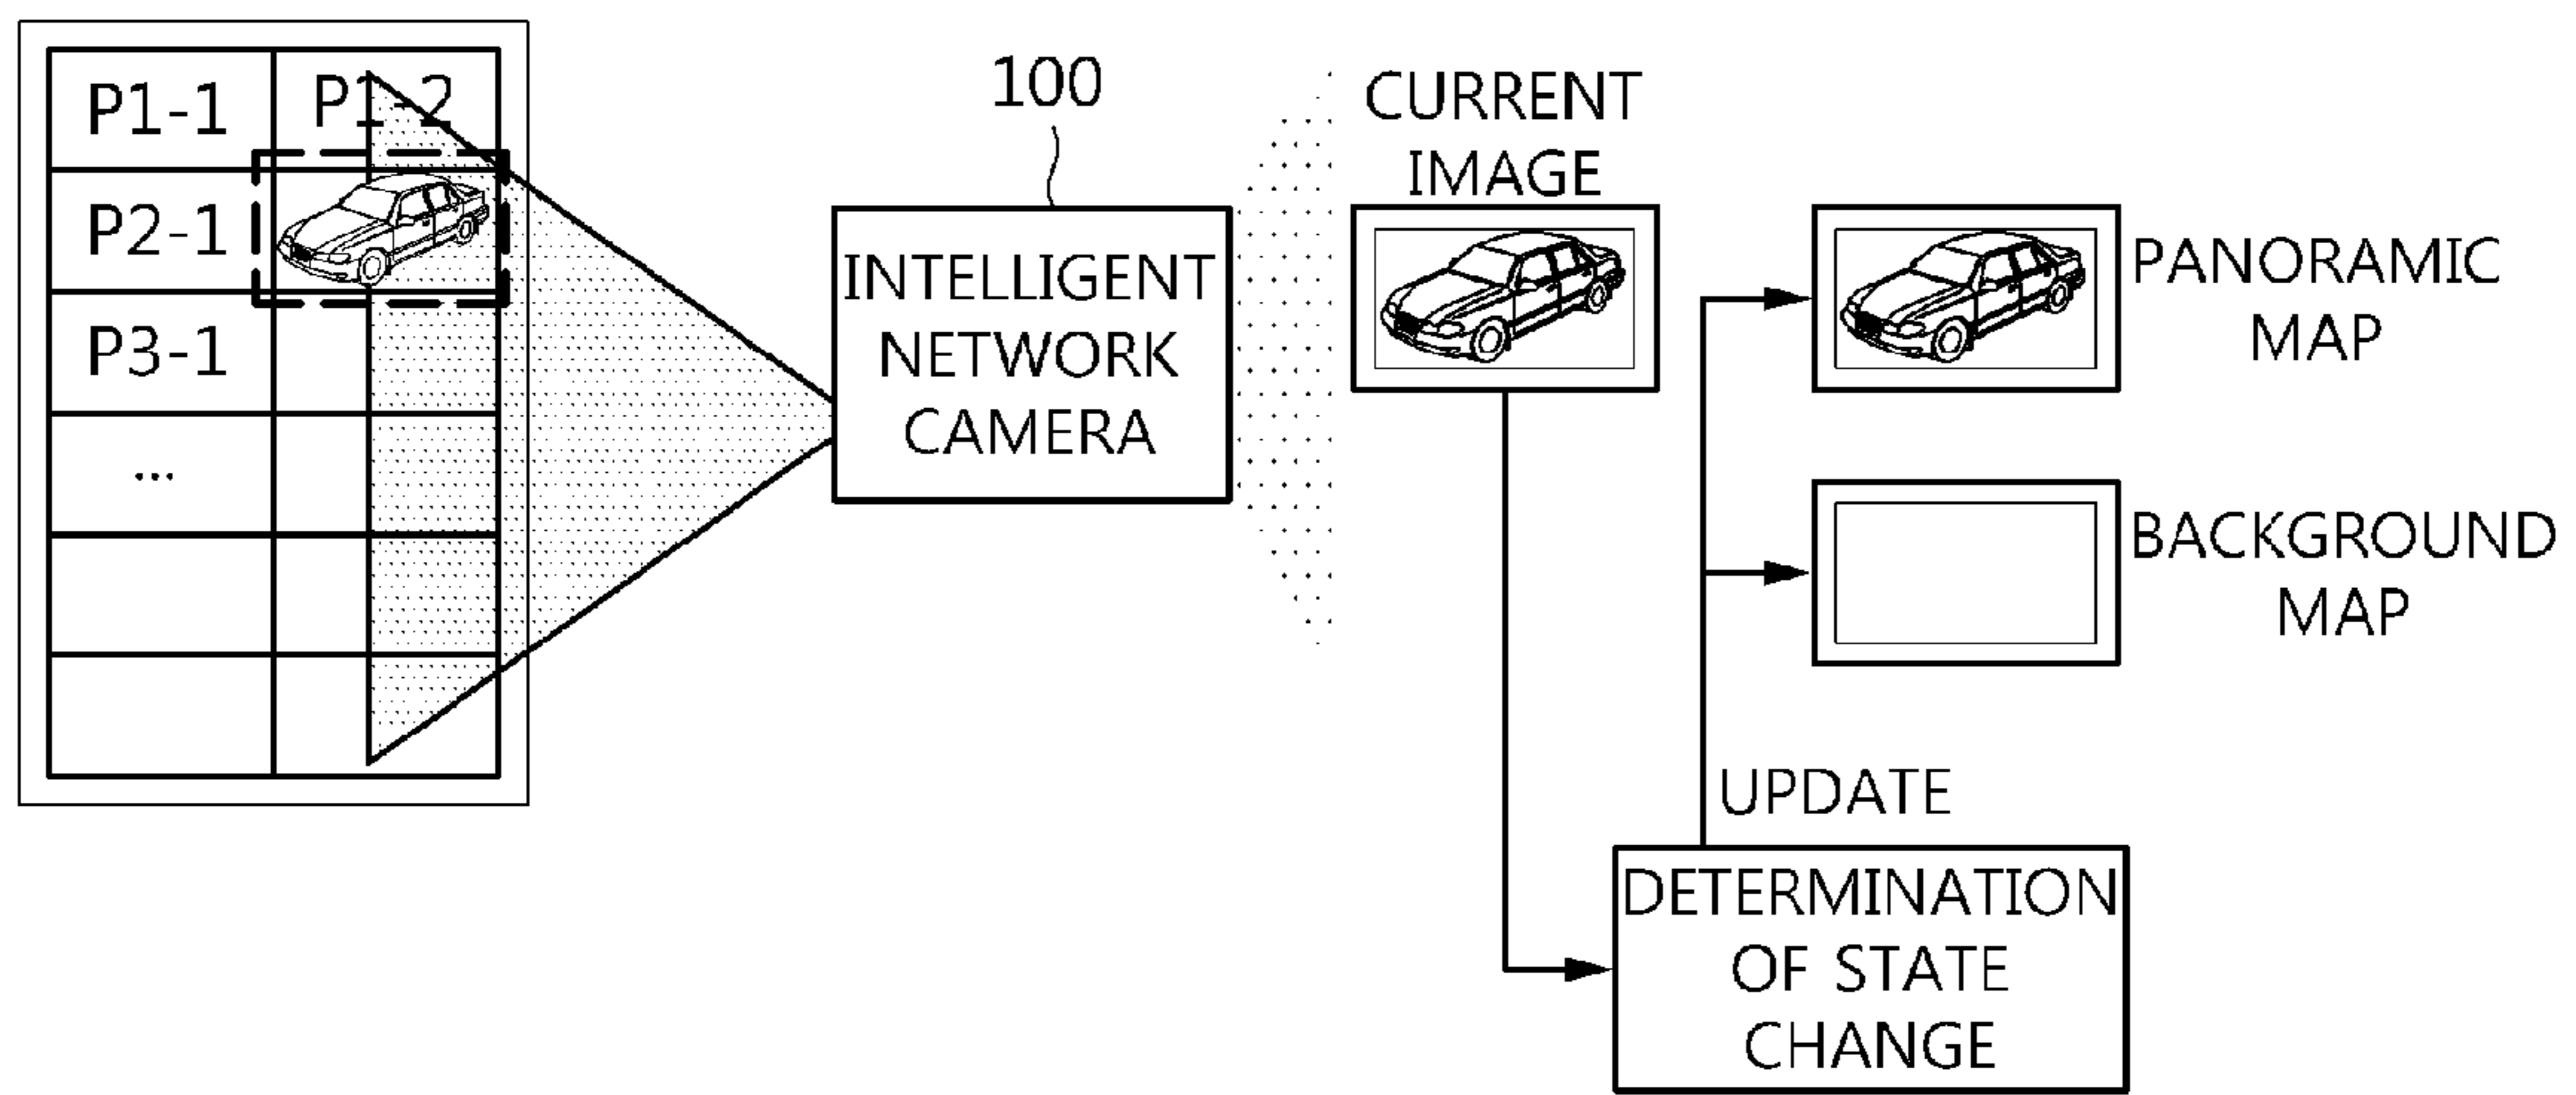 P1-1
P1-2
P2-1
P3-1
...
100
INTELLIGENT
NETWORK
CAMERA
CURRENT
IMAGE
PANORAMIC
MAP
BACKGROUND
MAP
UPDATE
DETERMINATION
OF STATE
CHANGE